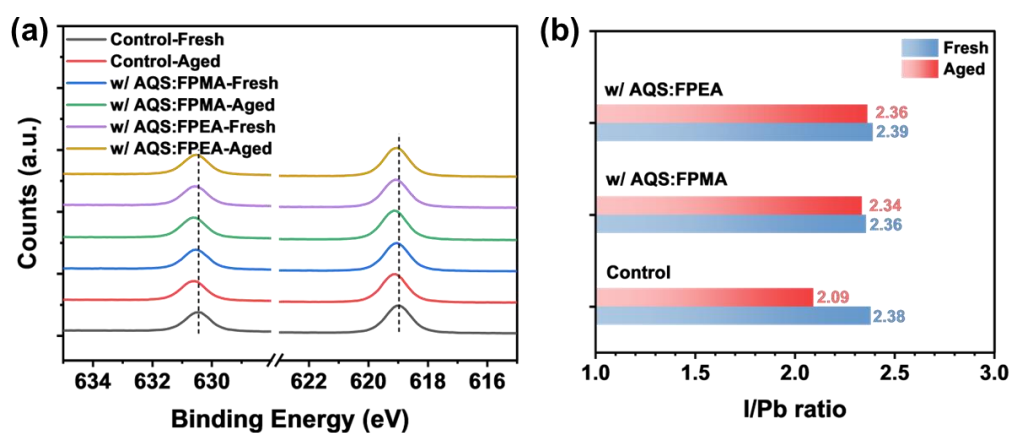 (a)
Control-Fresh
Control-Aged
w/ AQS:FPMA-Fresh
w/ AQS:FPMA-Aged
w/ AQS:FPEA-Fresh
w/ AQS:FPEA-Aged
Counts (a.u.)
634 632 630 622 620 618 616
Binding Energy (eV)
(b)
Fresh
Aged
w/ AQS:FPEA
2.36
2.39
w/ AQS:FPMA
2.34
2.36
Control
2.09
2.38
1.0 1.5 2.0 2.5 3.0
I/Pb ratio